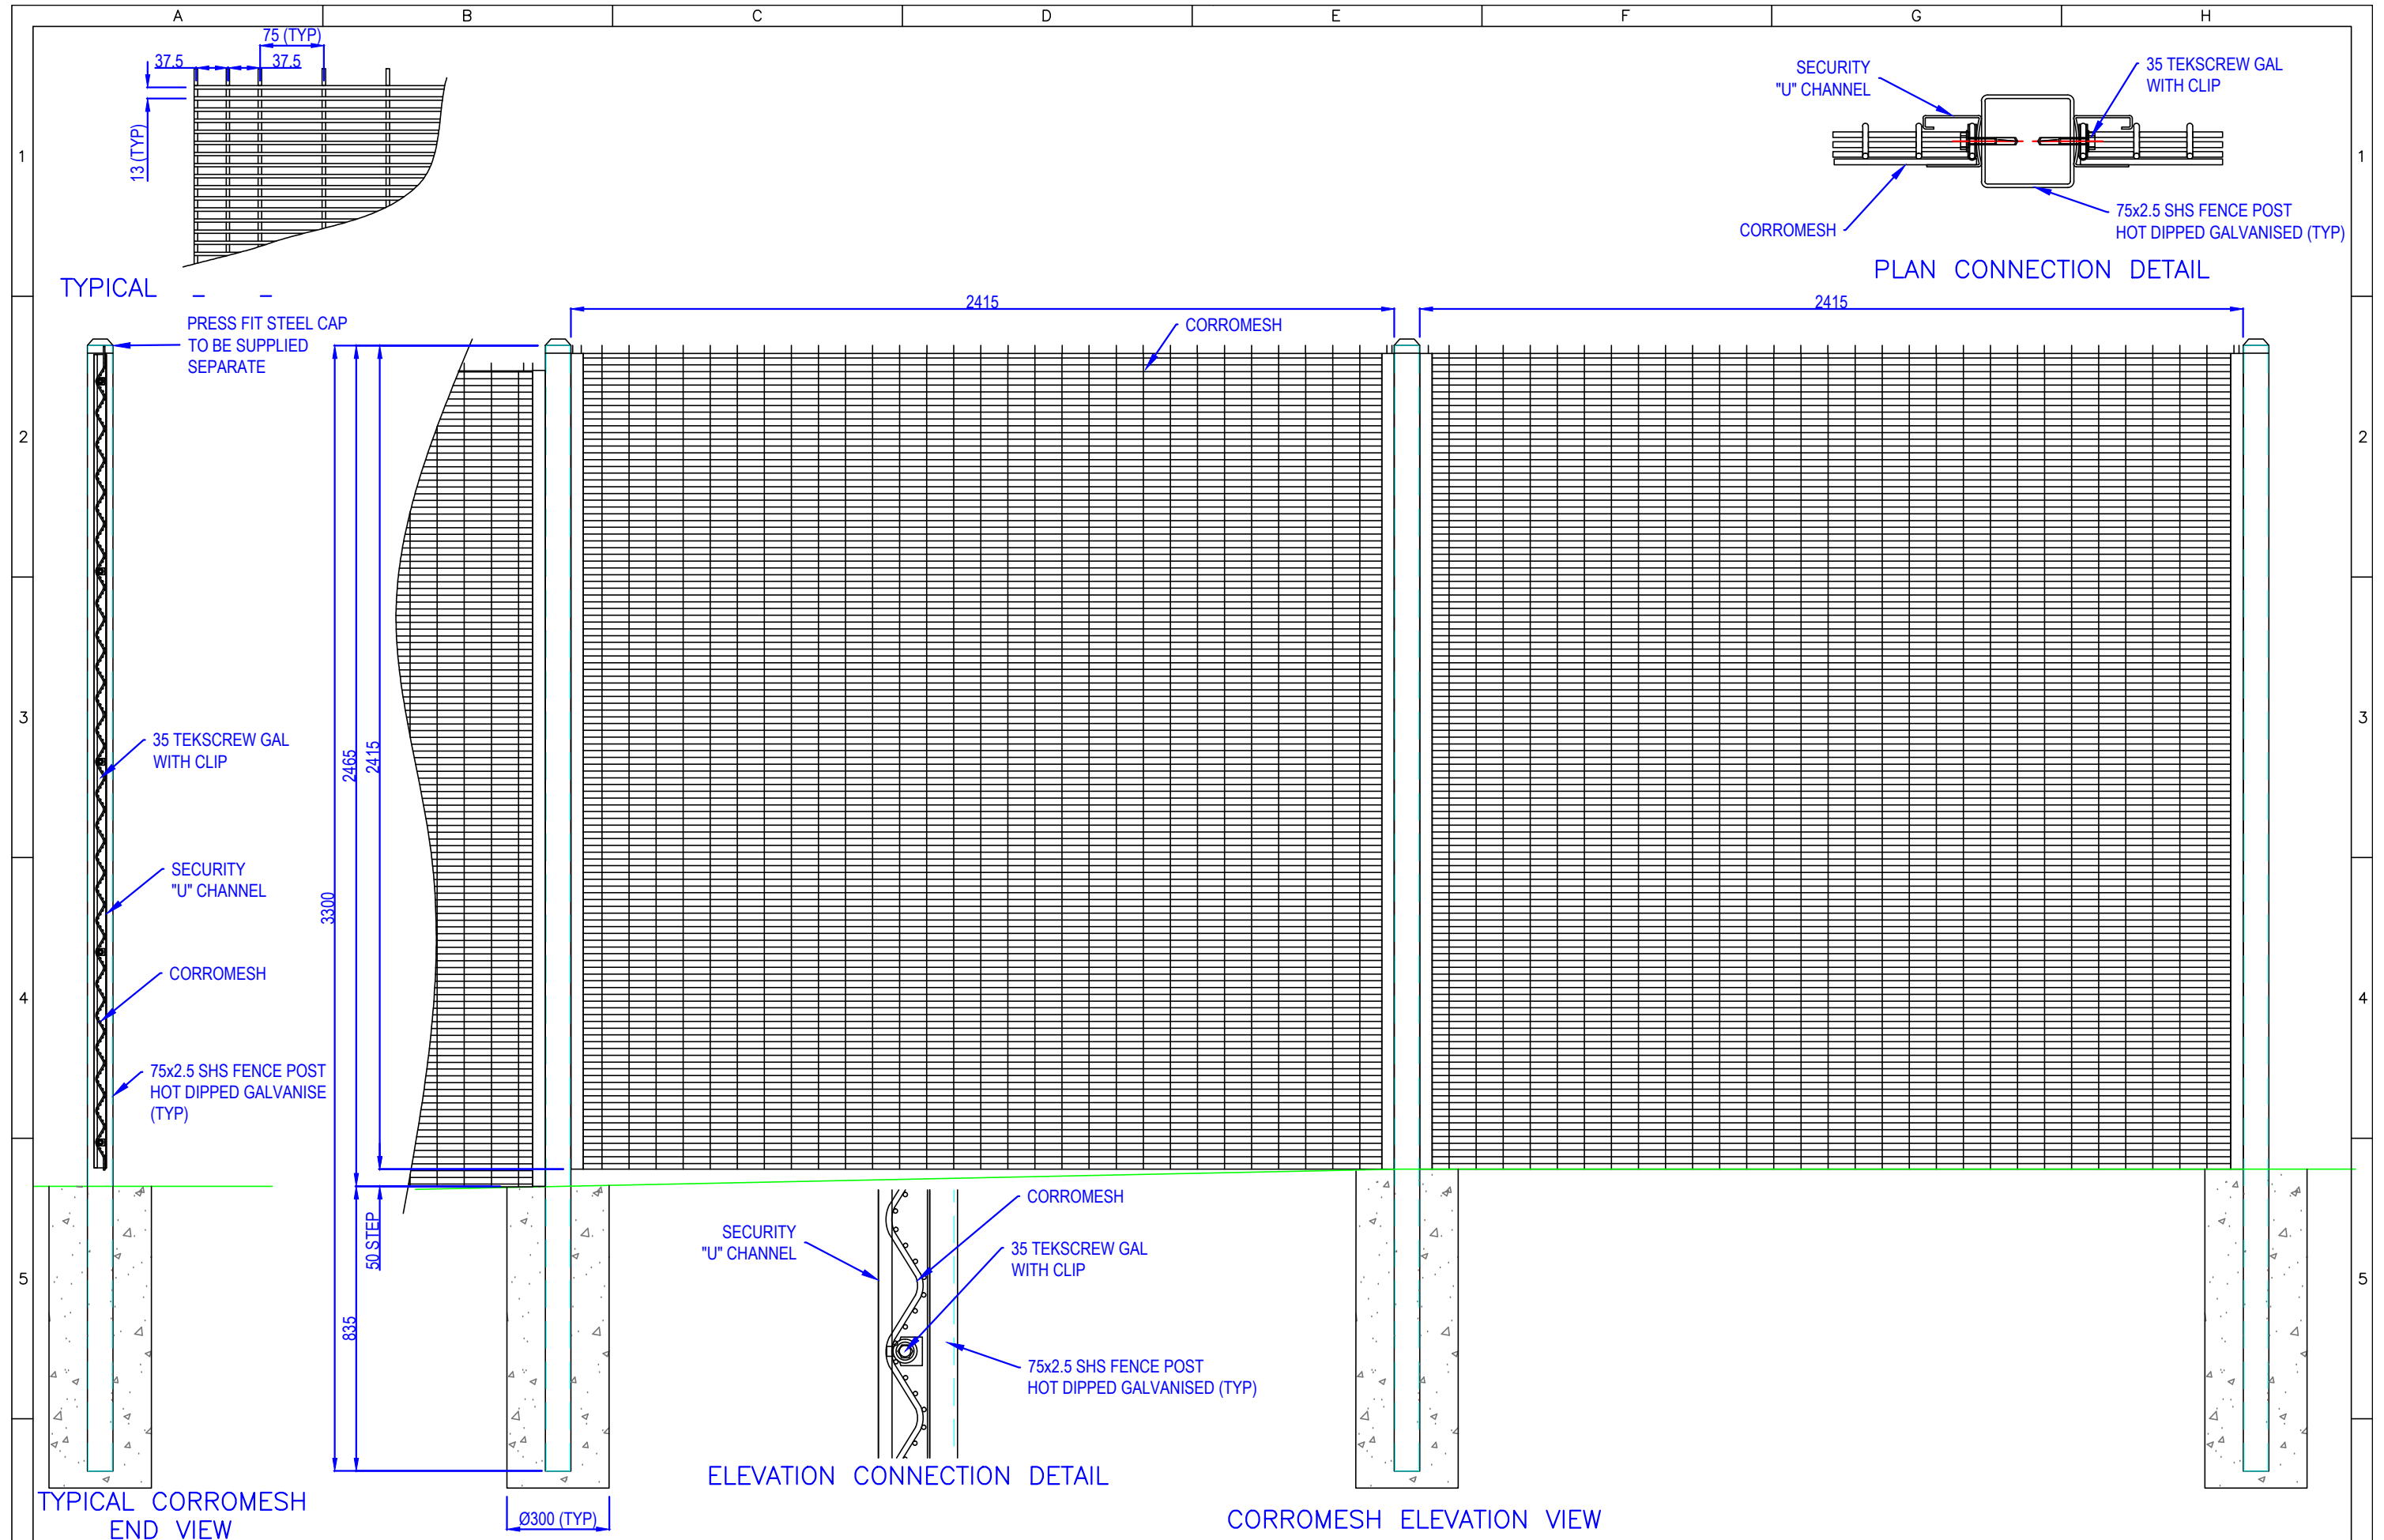 A B C D E F G H
75 (TYP)
37.5 37.5
13 (TYP)
TYPICAL _ _
SECURITY
"U" CHANNEL
35 TEKSCREW GAL
WITH CLIP
CORROMESH
75x2.5 SHS FENCE POST
HOT DIPPED GALVANISED (TYP)
PLAN CONNECTION DETAIL
1 1
PRESS FIT STEEL CAP
TO BE SUPPLIED
SEPARATE
2415 2415
CORROMESH
2 2
35 TEKSCREW GAL
WITH CLIP
2465 2415
3 3
SECURITY
"U" CHANNEL
3300
CORROMESH
4 4
75x2.5 SHS FENCE POST
HOT DIPPED GALVANISE
(TYP)
50 STEP
835
SECURITY
"U" CHANNEL
CORROMESH
35 TEKSCREW GAL
WITH CLIP
75x2.5 SHS FENCE POST
HOT DIPPED GALVANISED (TYP)
5 5
ELEVATION CONNECTION DETAIL
TYPICAL CORROMESH
END VIEW
Ø300 (TYP)
CORROMESH ELEVATION VIEW